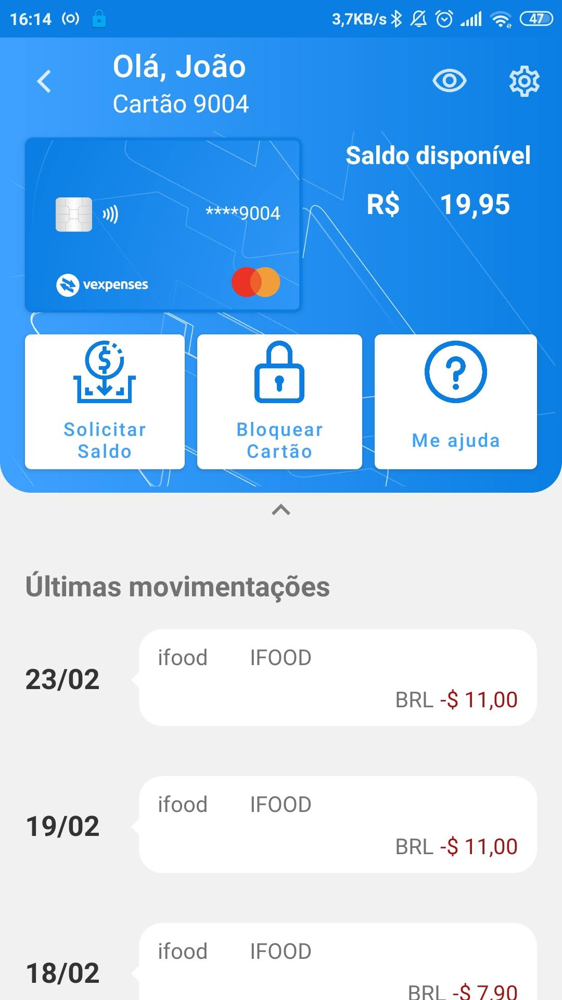 16:14 3,7KB/s 47
Olá, João
Cartão 9004
Saldo disponível
R$ 19,95
****9004
vexpenses
Solicitar
Saldo
Bloquear
Cartão
Me ajuda
Últimas movimentações
23/02
ifood IFOOD
BRL -$ 11,00
19/02
ifood IFOOD
BRL -$ 11,00
18/02
ifood IFOOD
BRL -$ 7,90